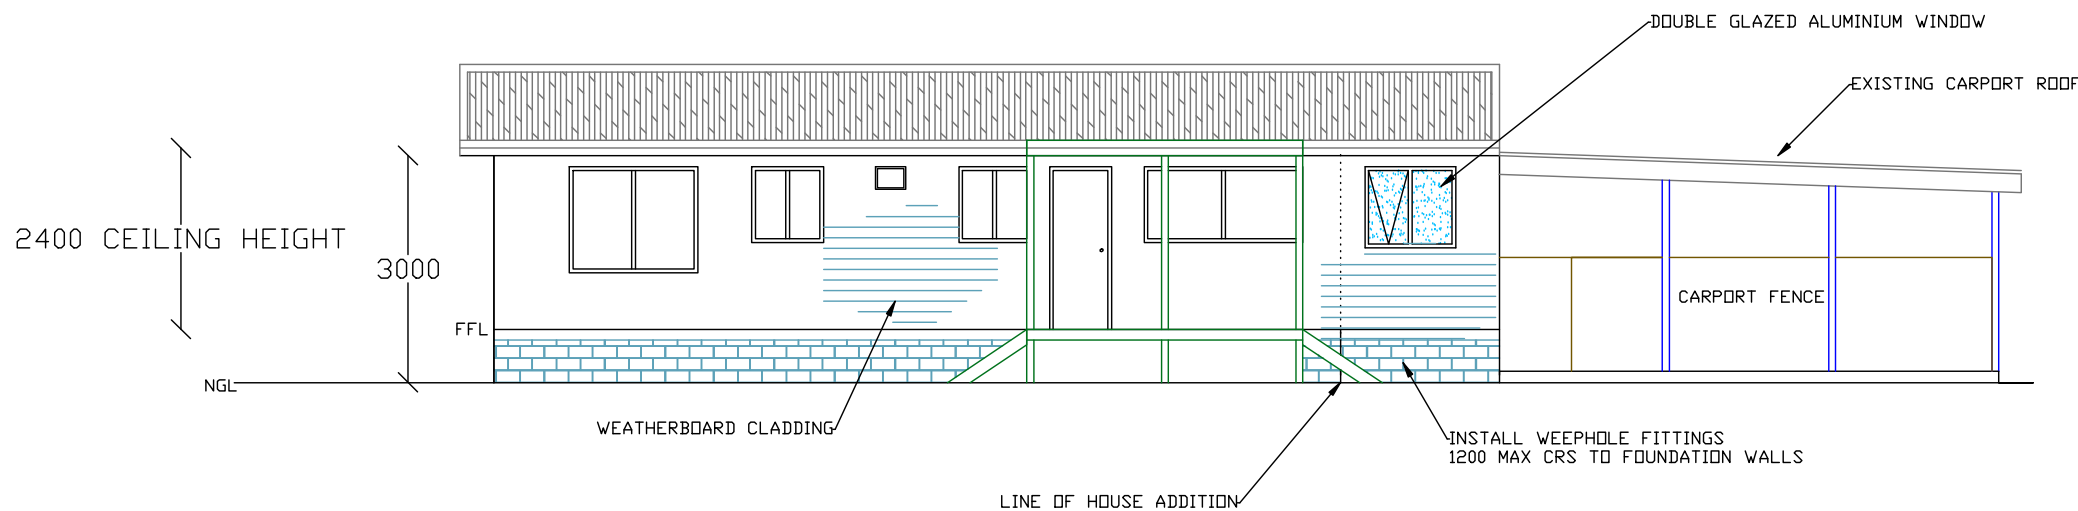 DOUBLE GLAZED ALUMINIUM WINDOW
EXISTING CARPORT ROOF
2400 CEILING HEIGHT
3000
FFL
CARPORT FENCE
NGL
WEATHERBOARD CLADDING
INSTALL WEEPHOLE FITTINGS
1200 MAX CRS TO FOUNDATION WALLS
LINE OF HOUSE ADDITION